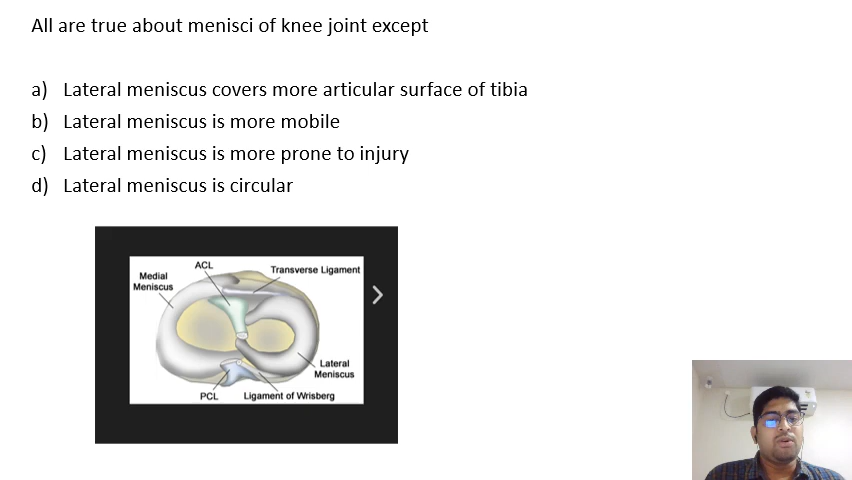 All are true about menisci of knee joint except
a) Lateral meniscus covers more articular surface of tibia
b) Lateral meniscus is more mobile
c) Lateral meniscus is more prone to injury
d) Lateral meniscus is circular
ACL
Transverse Ligament
Medial
Meniscus
Lateral
Meniscus
PCL
Ligament of Wrisberg